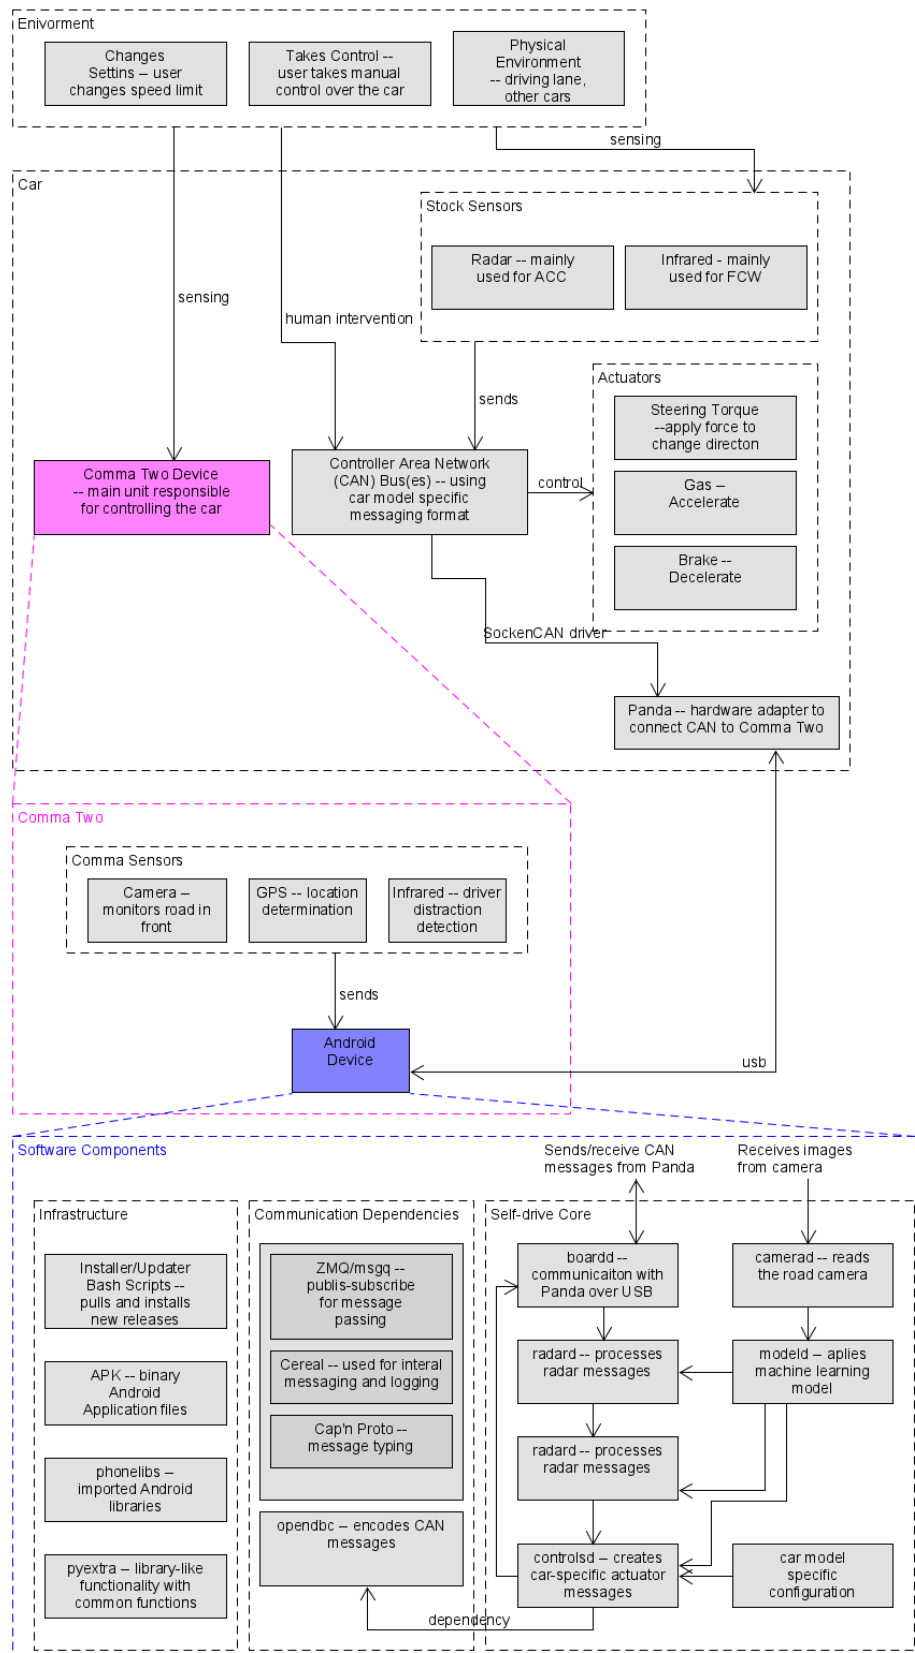 Enivorment
Changes
Settins – user
changes speed limit
Takes Control --
user takes manual
control over the car
Physical
Environment
-- driving lane,
other cars
sensing
Car
Stock Sensors
Radar -- mainly
used for ACC
Infrared - mainly
used for FCW
sensing
human intervention
sends
Actuators
Steering Torque
--apply force to
change directon
Gas –
Accelerate
Brake --
Decelerate
Comma Two Device
-- main unit responsible
for controlling the car
Controller Area Network
(CAN) Bus(es) -- using
car model specific
messaging format
control
SockenCAN driver
Panda -- hardware adapter to
connect CAN to Comma Two
Comma Two
Comma Sensors
Camera –
monitors road in
front
GPS -- location
determination
Infrared -- driver
distraction
detection
sends
Android
Device
usb
Software Components
Sends/receive CAN
messages from Panda
Receives images
from camera
Infrastructure
Installer/Updater
Bash Scripts --
pulls and installs
new releases
APK -- binary
Android
Application files
phonelibs –
imported Android
libraries
pyextra – library-like
functionality with
common functions
Communication Dependencies
ZMQ/msgq --
publis-subscribe
for message
passing
Cereal -- used for interal
messaging and logging
Cap'n Proto --
message typing
opendbc – encodes CAN
messages
dependency
Self-drive Core
boardd --
communicaiton with
Panda over USB
camerad -- reads
the road camera
radard -- processes
radar messages
modeld – aplies
machine learning
model
radard -- processes
radar messages
controlsd – creates
car-specific actuator
messages
car model
specific
configuration